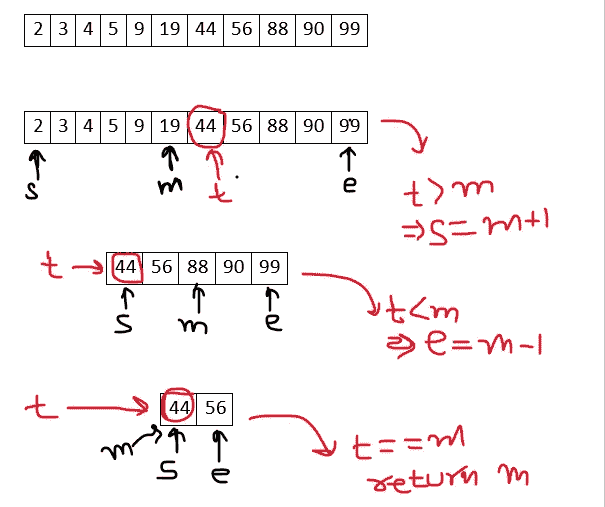 2 3 4 5 9 19 44 56 88 90 99
2 3 4 5 9 19 44 56 88 90 99
s m t e
t>m
⇒s=m+1
t 44 56 88 90 99
s m e
t<m
⇒ e=m-1
t 44 56
m s e
t==m
return m